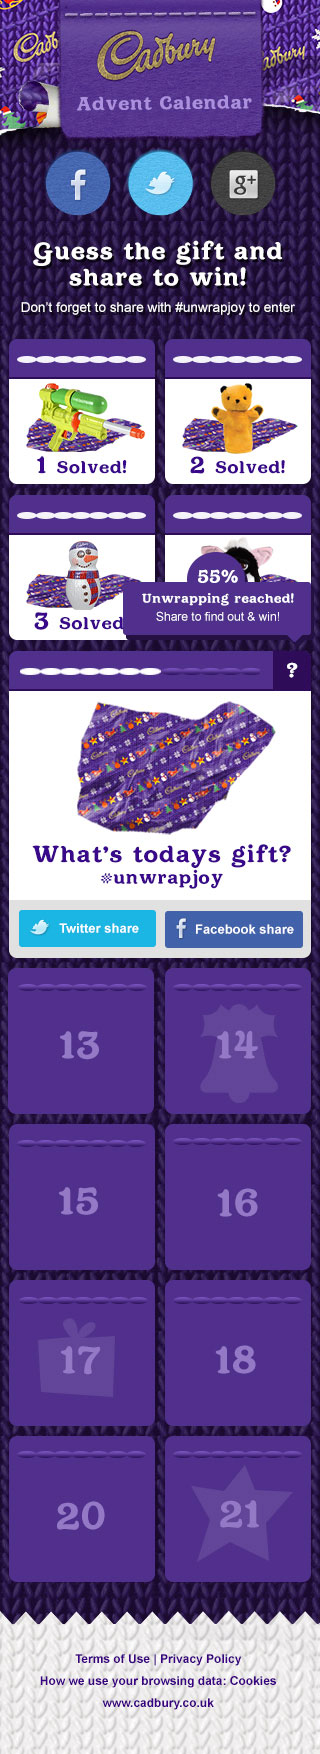 Cadbury
Cadbury
Cadbury
Advent Calendar
f
g+
Guess the gift and
share to win!
Don't forget to share with #unwrapjoy to enter
1 Solved!
2 Solved!
3 Solved
55%
Unwrapping reached!
Share to find out & win!
?
What's todays gift?
#unwrapjoy
Twitter share
f Facebook share
13
14
15
16
17
18
20
21
Terms of Use | Privacy Policy
How we use your browsing data: Cookies
www.cadbury.co.uk